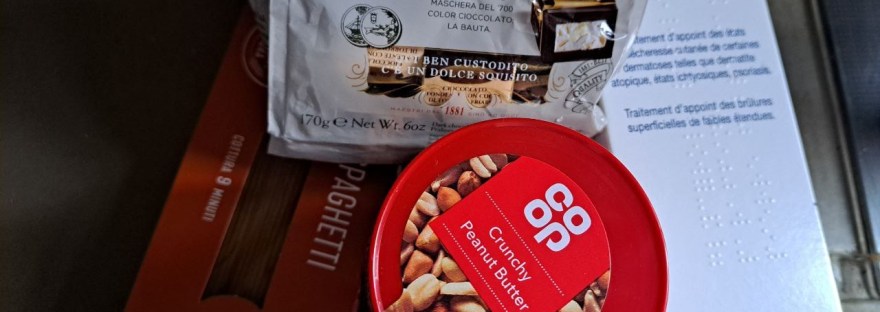 MASCHERA DEL '700
COLOR CIOCCOLATO,
LA BAUTA.
BEN CUSTODITO
C'È UN DOLCE SQUISITO
1881
QUALITY
170g e Net Wt. 6oz
COTTURA 9 MINUTI
SPAGHETTI
co
op
Crunchy
Peanut Butter
Traitement d'appoint des états
de certaines
dermatoses telles que dermatite
atopique, états ichtyosiques, psoriasis.
Traitement d'appoint des brûlures
superficielles de faibles étendues.